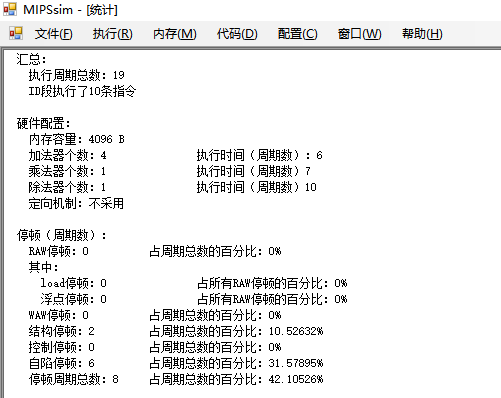 MIPSsim - [统计]
文件(F) 执行(R) 内存(M) 代码(D) 配置(C) 窗口(W) 帮助(H)
汇总:
执行周期总数: 19
ID段执行了10条指令
硬件配置:
内存容量: 4096 B
加法器个数: 4 执行时间（周期数）: 6
乘法器个数: 1 执行时间（周期数）7
除法器个数: 1 执行时间（周期数）10
定向机制: 不采用
停顿（周期数）:
RAW停顿: 0 占周期总数的百分比: 0%
其中:
load停顿: 0 占所有RAW停顿的百分比: 0%
浮点停顿: 0 占所有RAW停顿的百分比: 0%
WAW停顿: 0 占周期总数的百分比: 0%
结构停顿: 2 占周期总数的百分比: 10.52632%
控制停顿: 0 占周期总数的百分比: 0%
自陷停顿: 6 占周期总数的百分比: 31.57895%
停顿周期总数: 8 占周期总数的百分比: 42.10526%